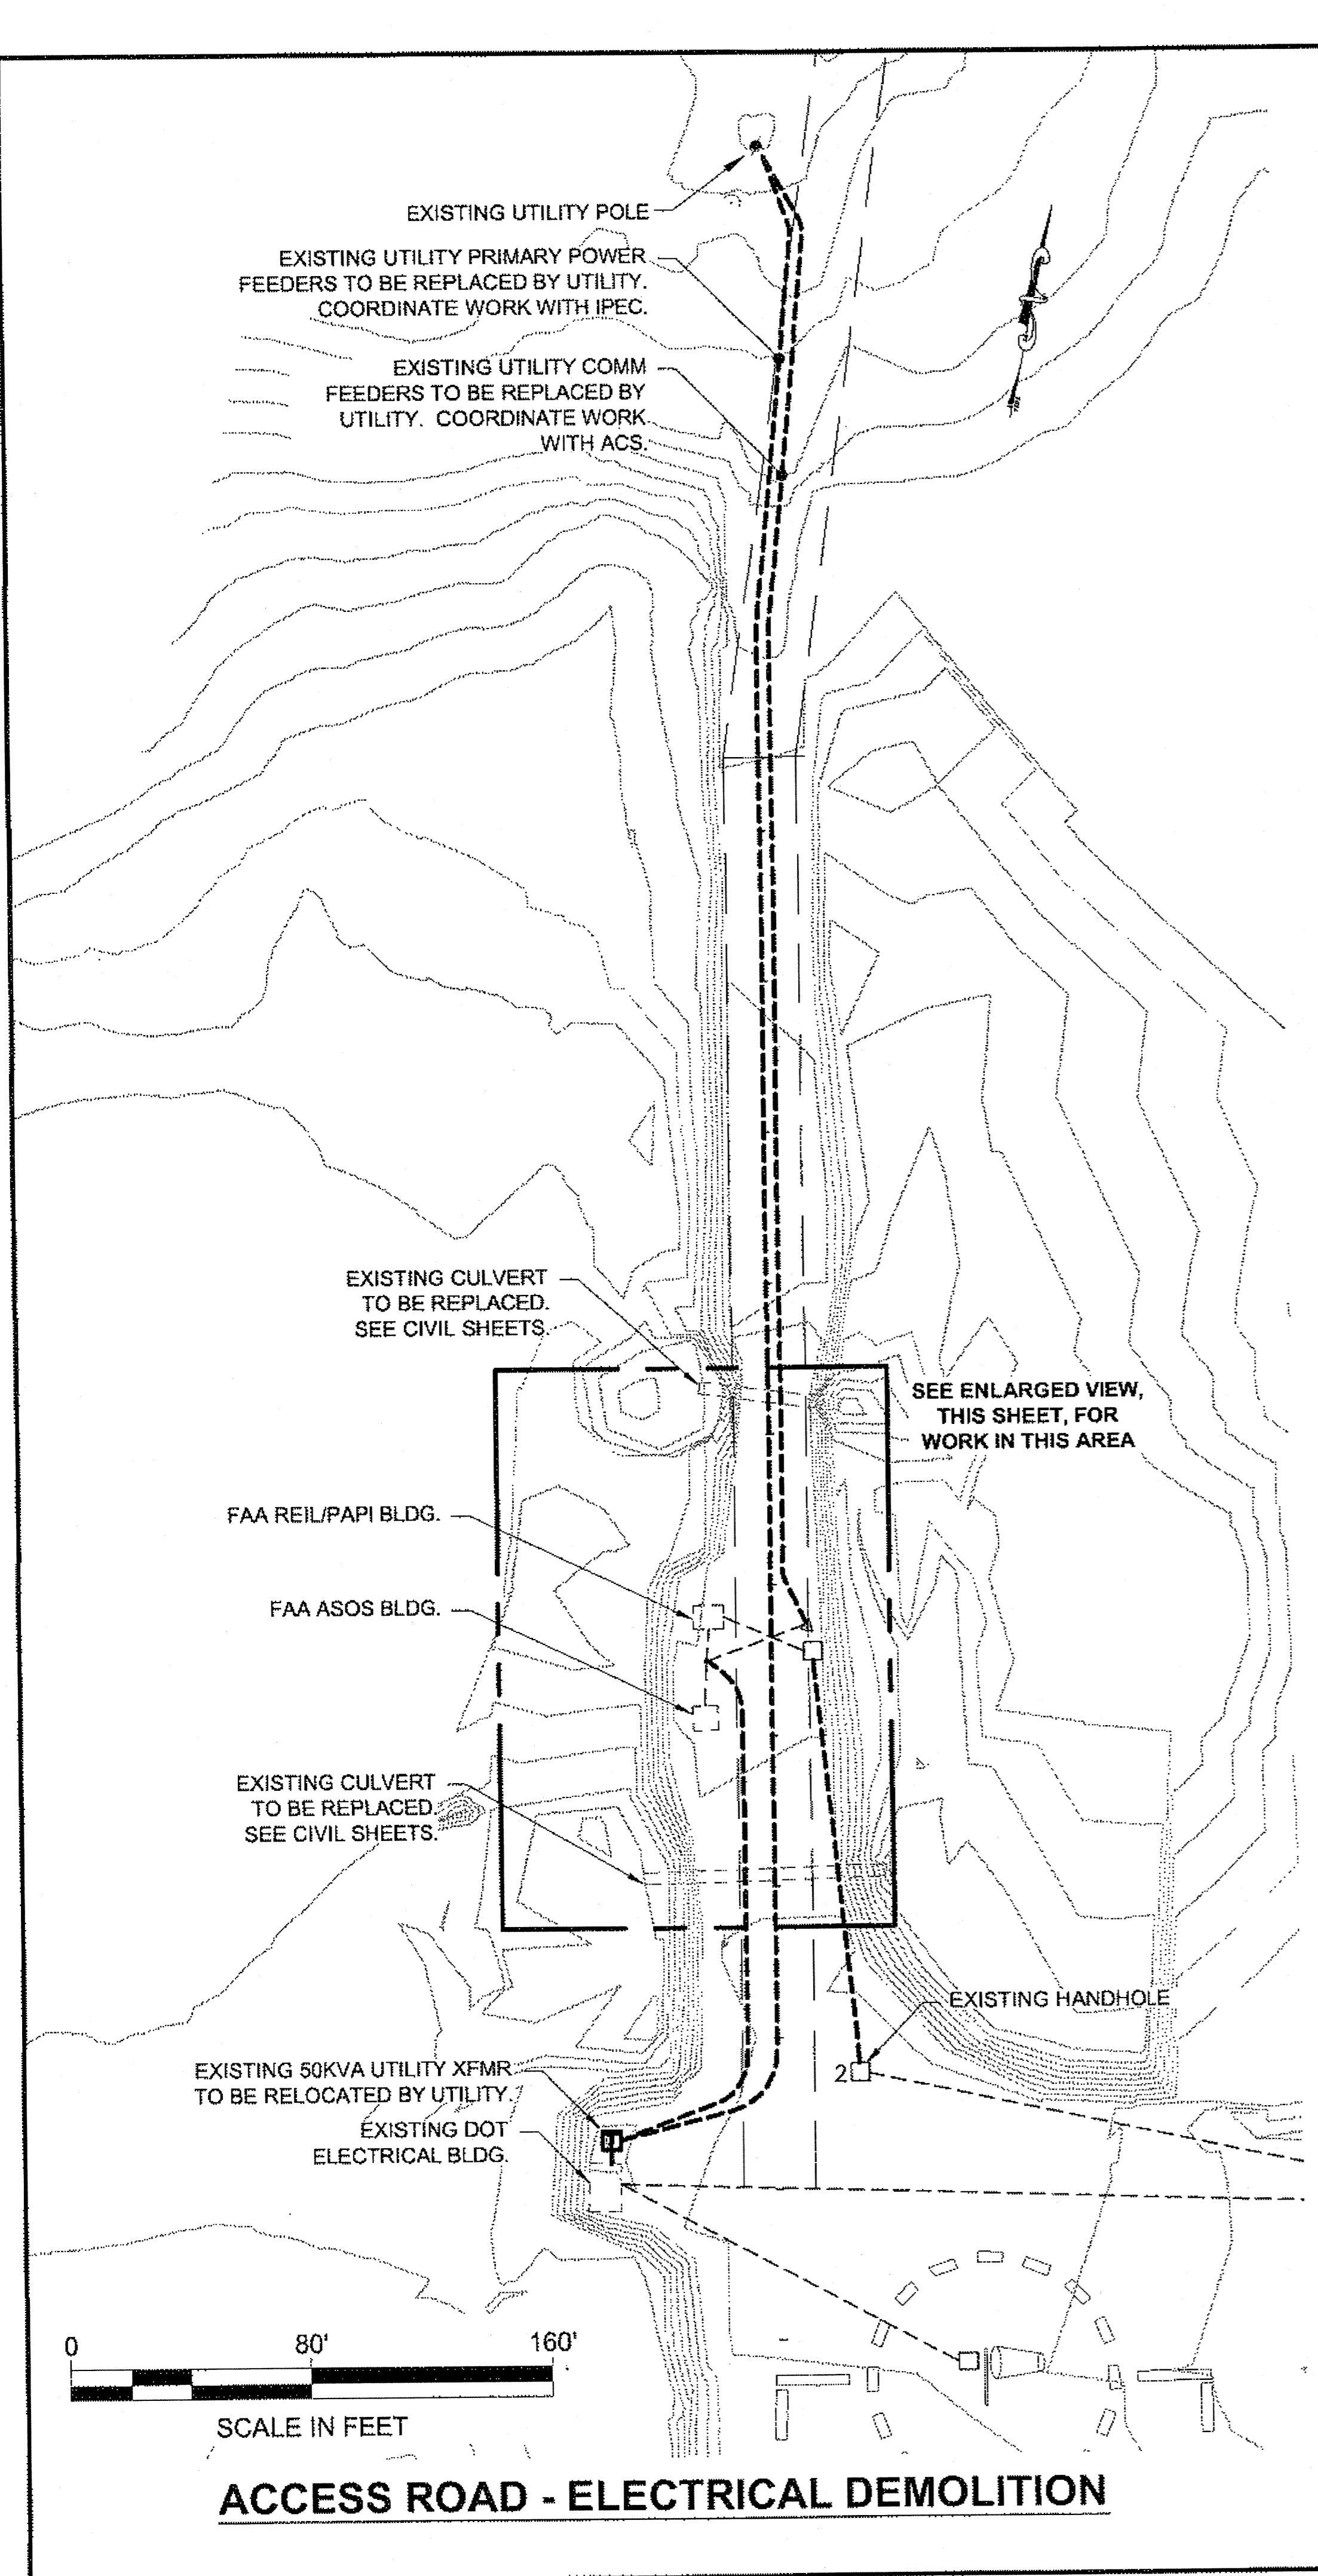 EXISTING UTILITY POLE
EXISTING UTILITY PRIMARY POWER
FEEDERS TO BE REPLACED BY UTILITY.
COORDINATE WORK WITH IPEC.
EXISTING UTILITY COMM
FEEDERS TO BE REPLACED BY
UTILITY. COORDINATE WORK
WITH ACS.
EXISTING CULVERT
TO BE REPLACED.
SEE CIVIL SHEETS.
SEE ENLARGED VIEW,
THIS SHEET, FOR
WORK IN THIS AREA
FAA REIL/PAPI BLDG.
FAA ASOS BLDG.
EXISTING CULVERT
TO BE REPLACED.
SEE CIVIL SHEETS.
EXISTING HANDHOLE
2
EXISTING 50KVA UTILITY XFMR
TO BE RELOCATED BY UTILITY.
EXISTING DOT
ELECTRICAL BLDG.
0 80' 160'
SCALE IN FEET
ACCESS ROAD - ELECTRICAL DEMOLITION